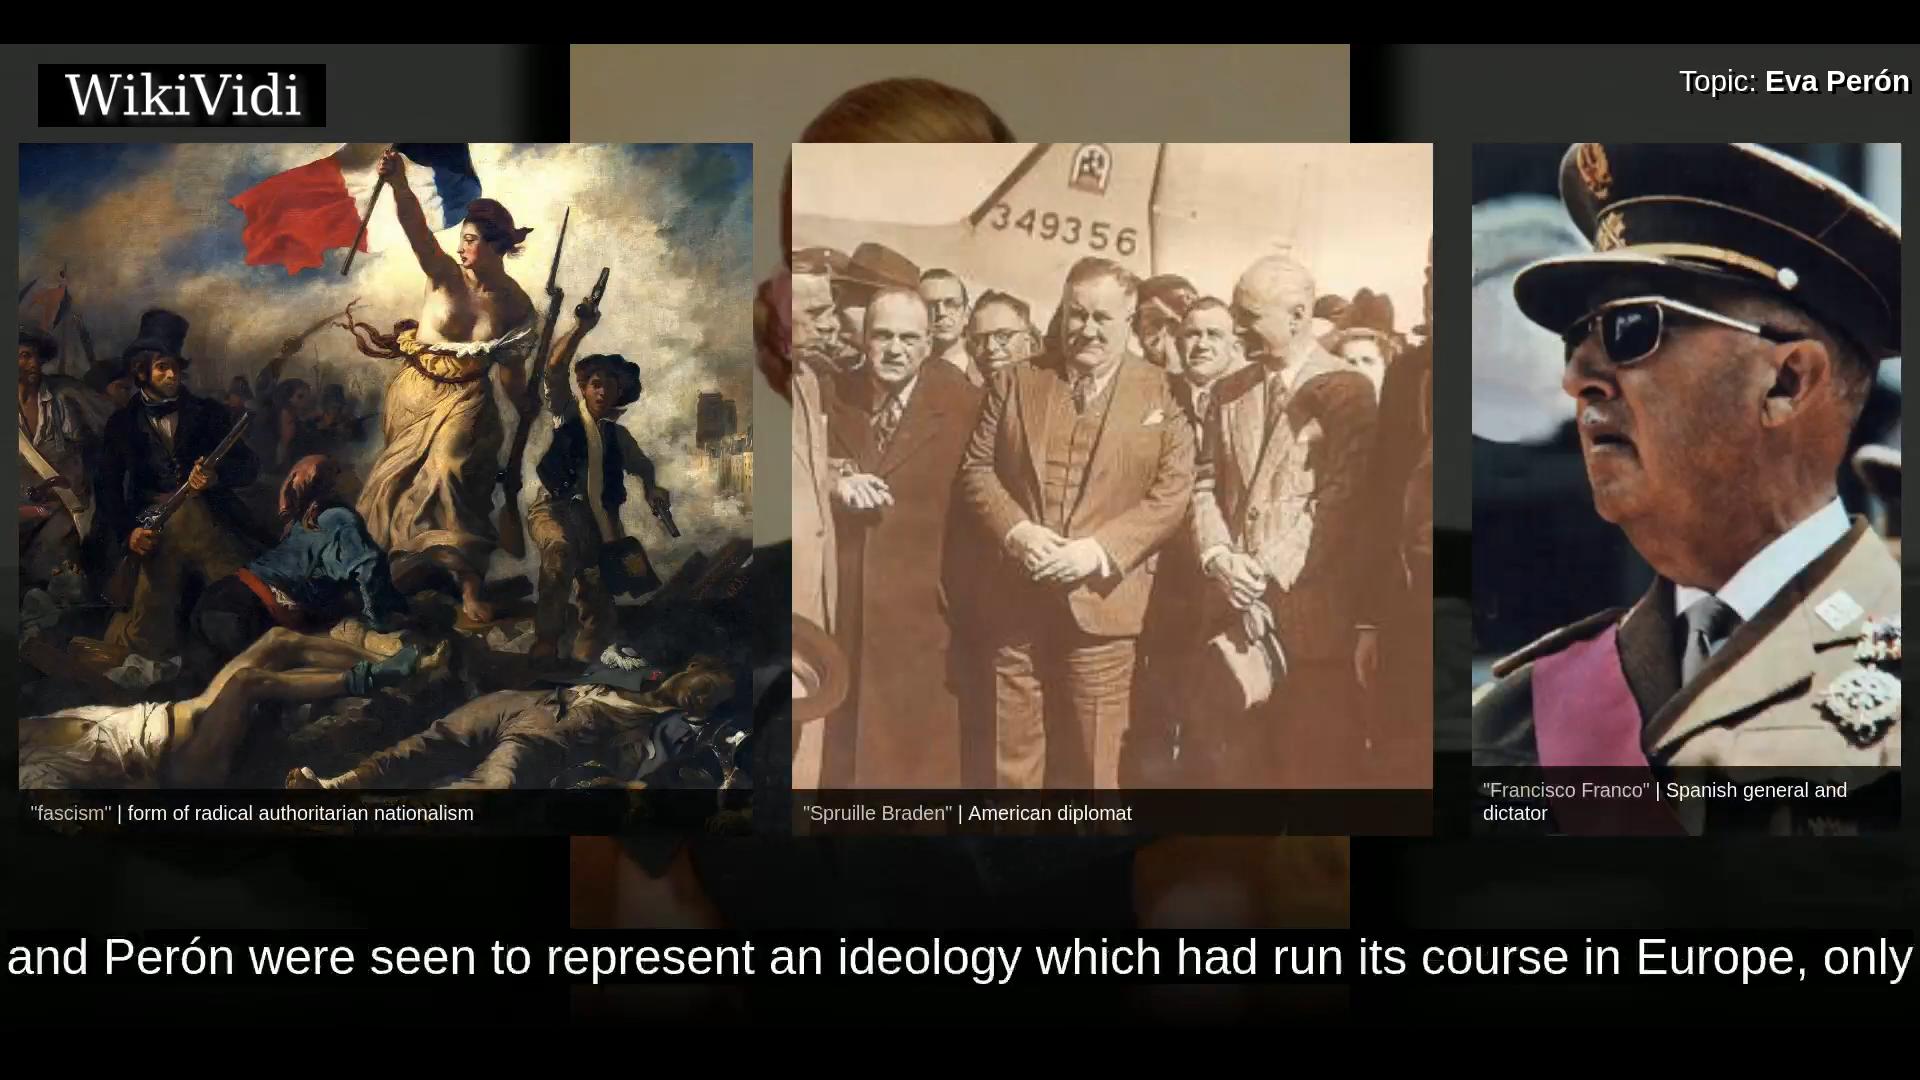 WikiVidi
Topic: Eva Perón
349356
"fascism" | form of radical authoritarian nationalism
"Spruille Braden" | American diplomat
"Francisco Franco" | Spanish general and
dictator
and Perón were seen to represent an ideology which had run its course in Europe, only